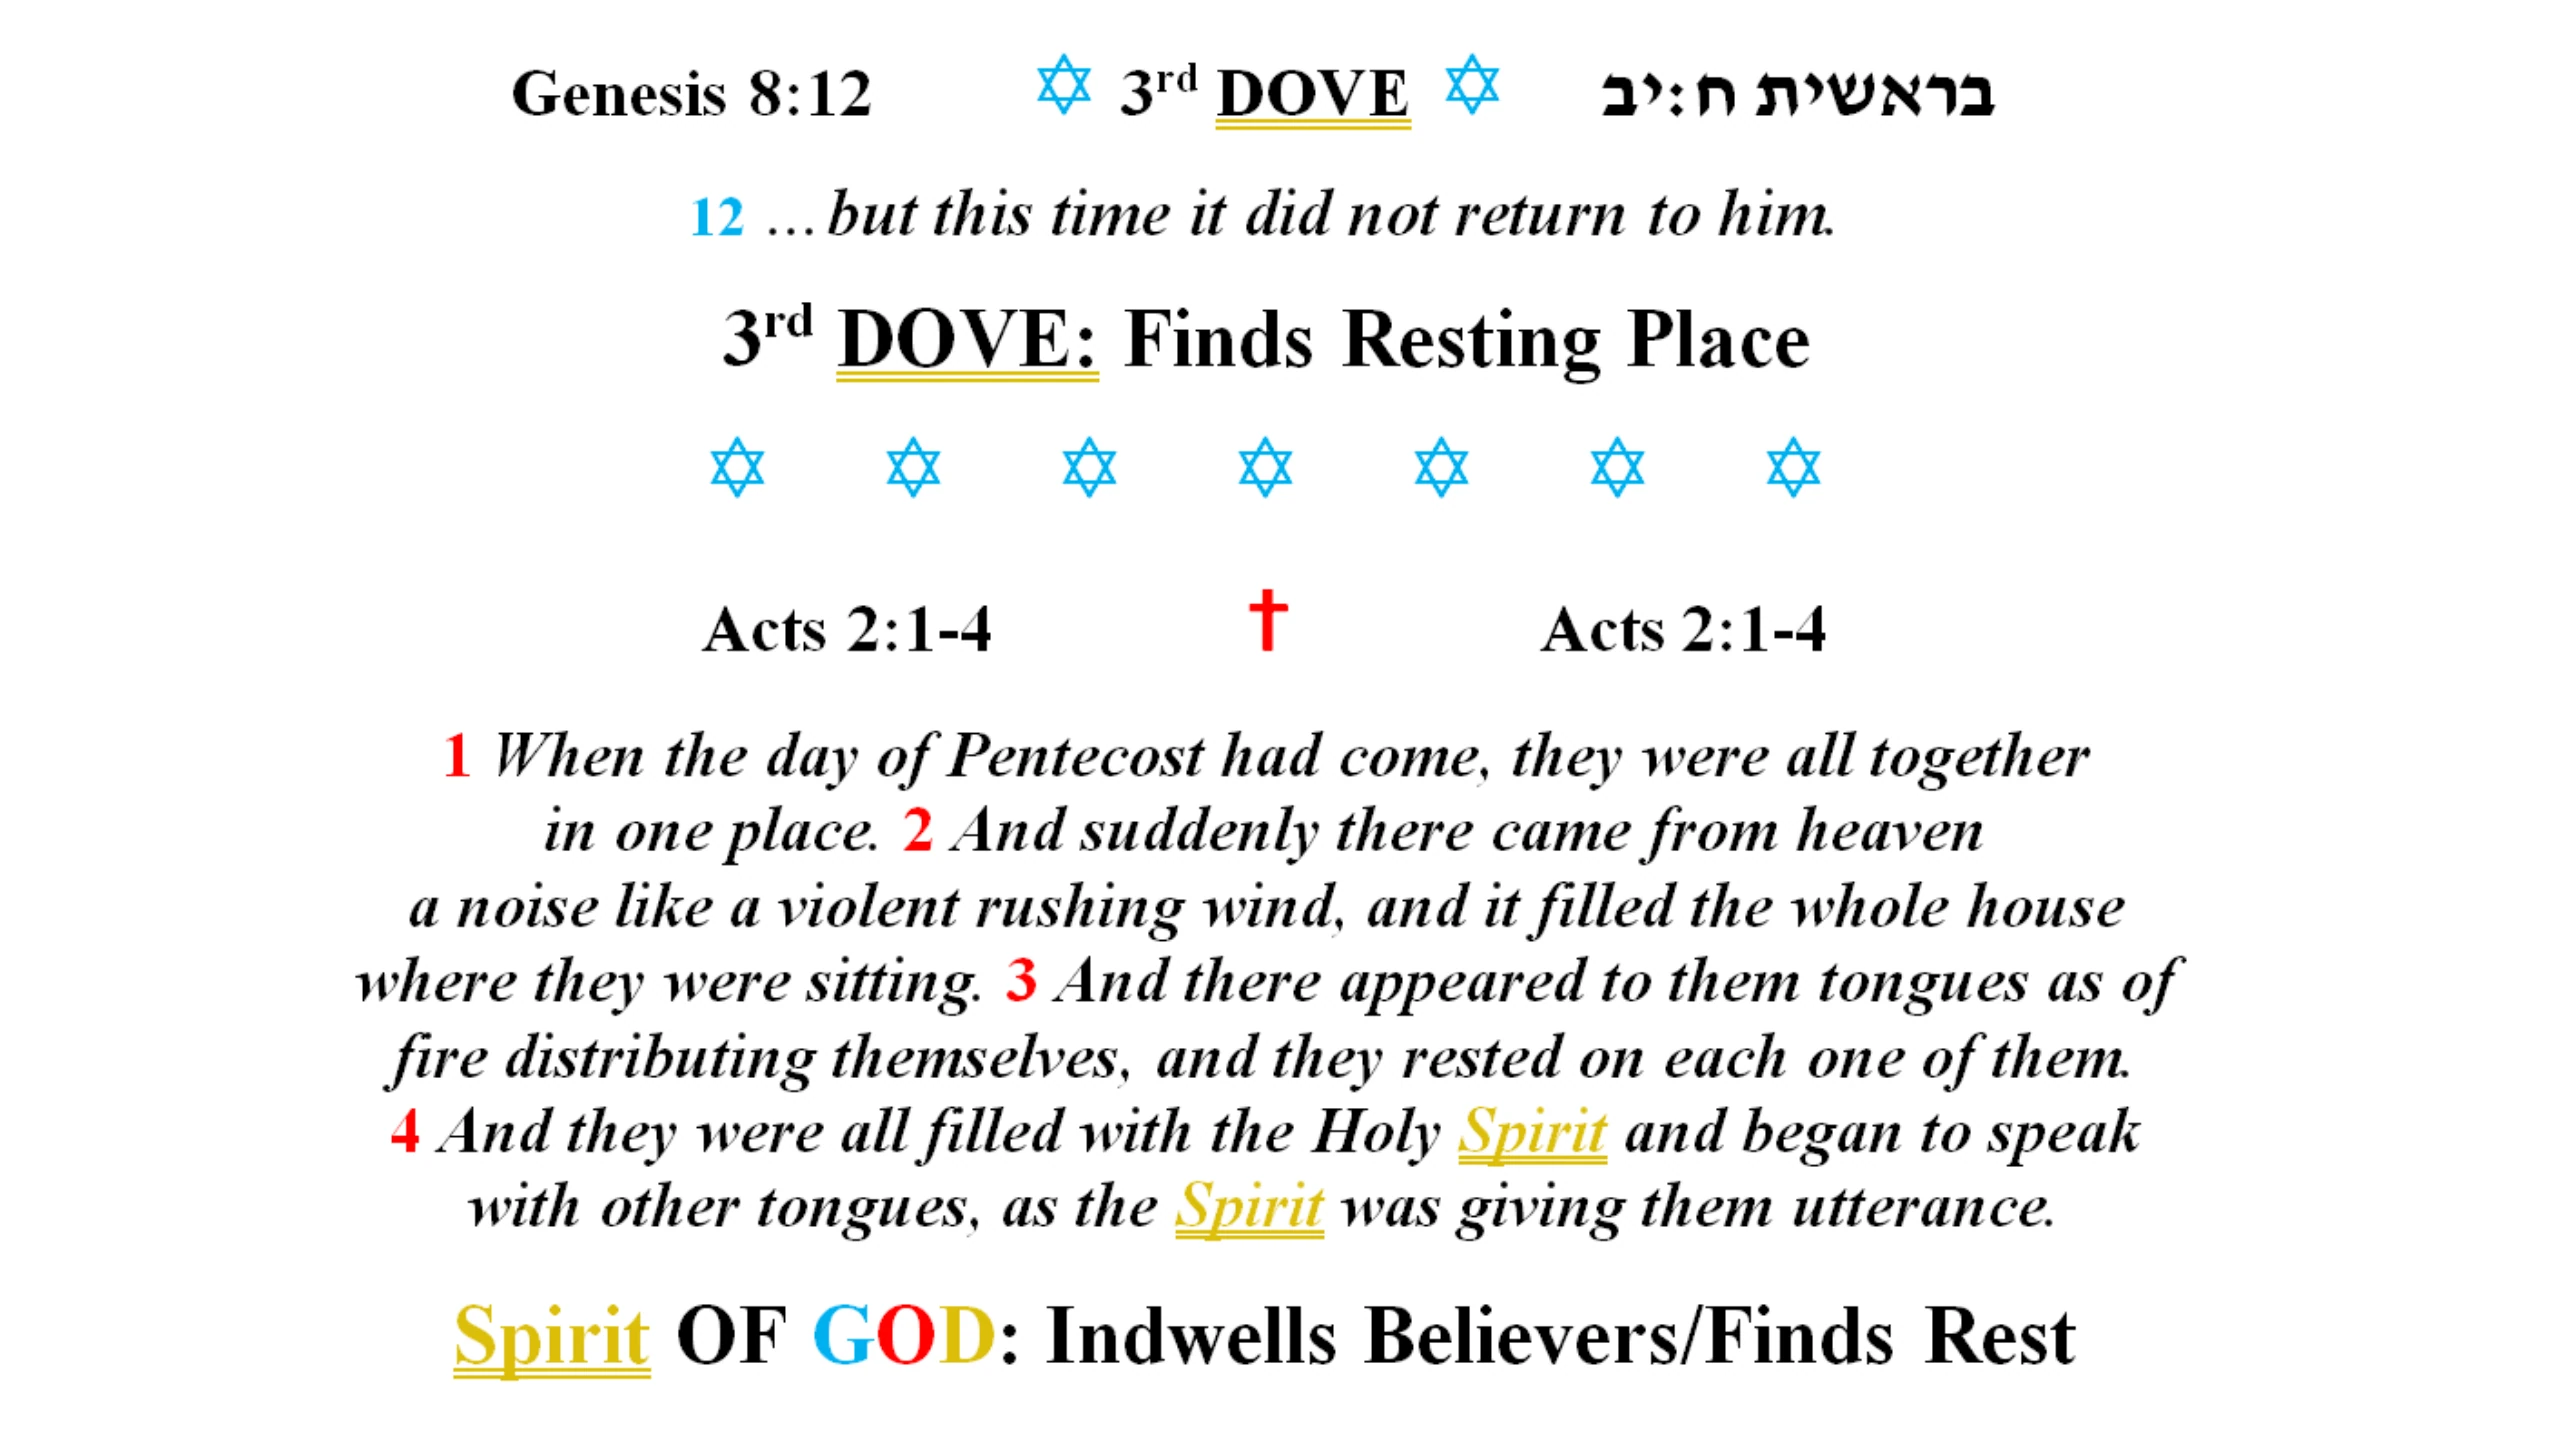 Genesis 8:12 ✡ 3rd DOVE ✡ בראשית ח:יב
12 …but this time it did not return to him.
3rd DOVE: Finds Resting Place
✡ ✡ ✡ ✡ ✡ ✡ ✡
Acts 2:1-4 † Acts 2:1-4
1 When the day of Pentecost had come, they were all together
in one place. 2 And suddenly there came from heaven
a noise like a violent rushing wind, and it filled the whole house
where they were sitting. 3 And there appeared to them tongues as of
fire distributing themselves, and they rested on each one of them.
4 And they were all filled with the Holy Spirit and began to speak
with other tongues, as the Spirit was giving them utterance.
Spirit OF GOD: Indwells Believers/Finds Rest